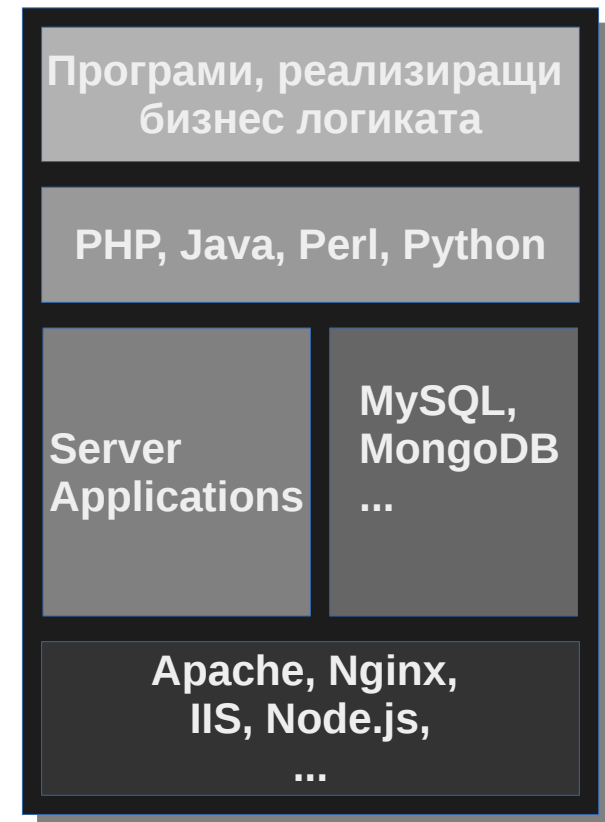 Програми, реализиращи
бизнес логиката
PHP, Java, Perl, Python
Server
Applications
MySQL,
MongoDB
...
Apache, Nginx,
IIS, Node.js,
...